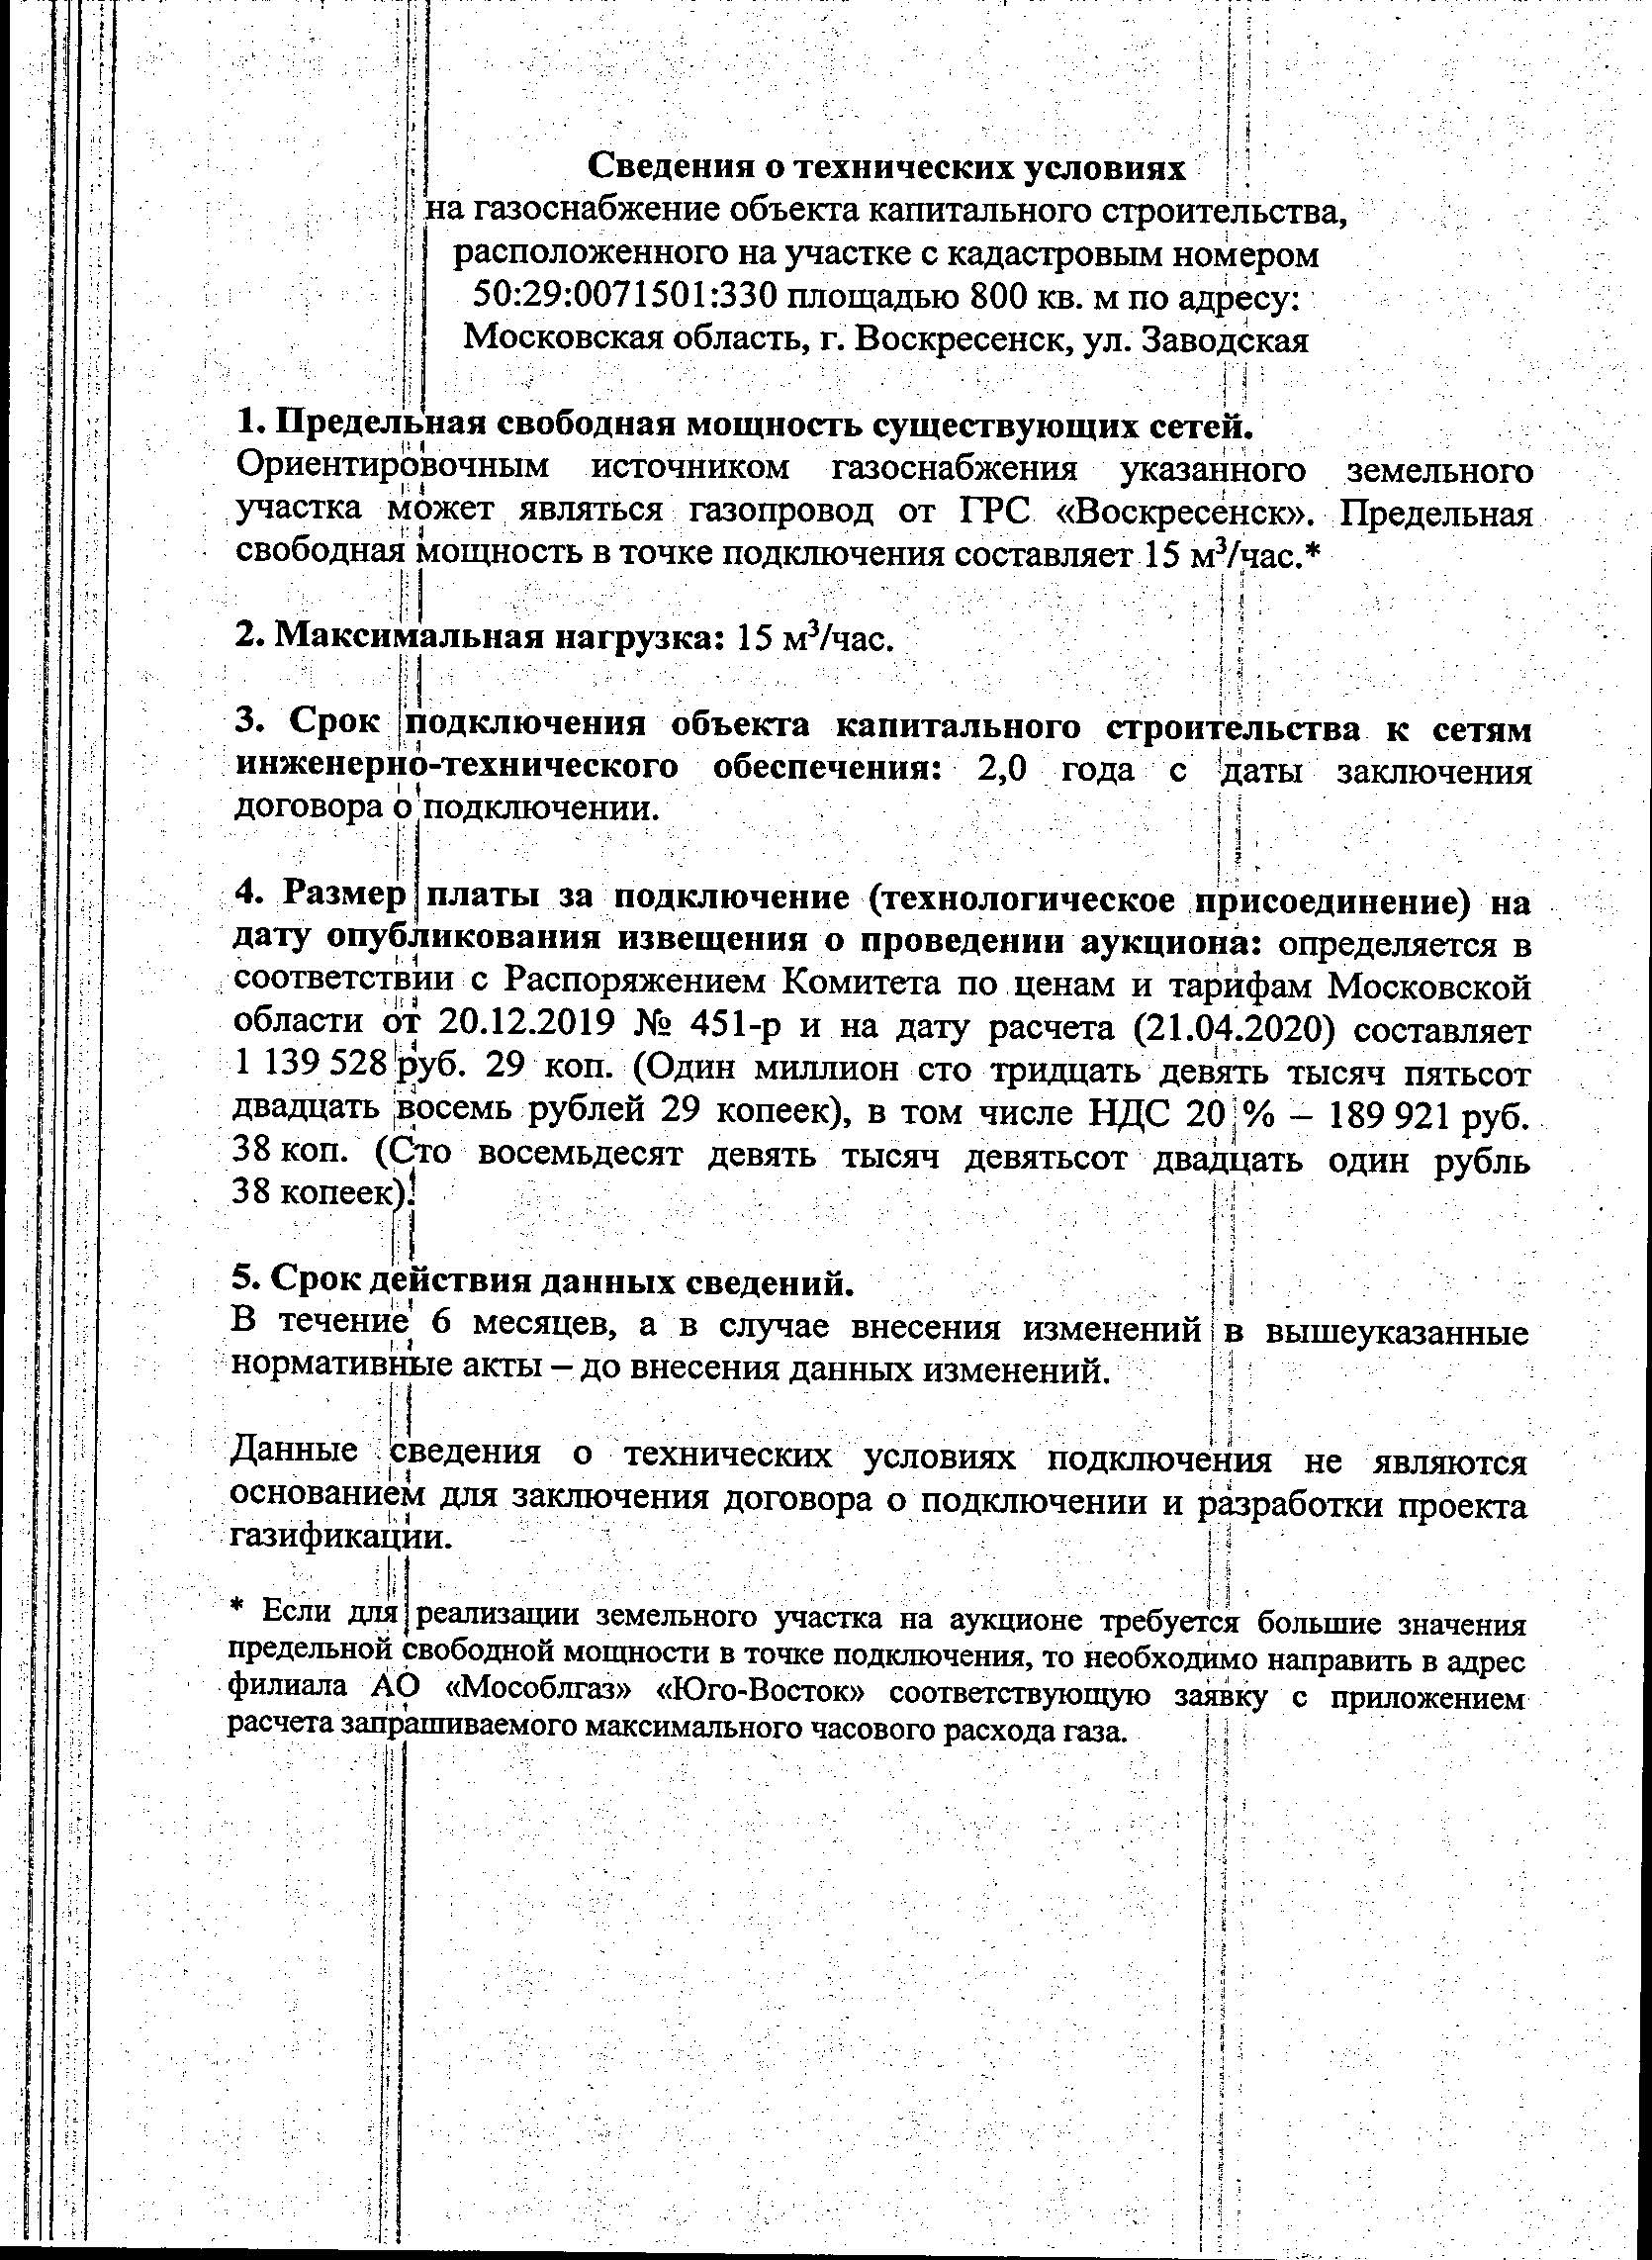 Сведения о технических условиях
на газоснабжение объекта капитального строительства,
расположенного на участке с кадастровым номером
50:29:0071501:330 площадью 800 кв. м по адресу:
Московская область, г. Воскресенск, ул. Заводская
1. Предельная свободная мощность существующих сетей.
Ориентировочным источником газоснабжения указанного земельного
участка может являться газопровод от ГРС «Воскресенск». Предельная
свободная мощность в точке подключения составляет 15 м³/час.*
2. Максимальная нагрузка: 15 м³/час.
3. Срок подключения объекта капитального строительства к сетям
инженерно-технического обеспечения: 2,0 года с даты заключения
договора о подключении.
4. Размер платы за подключение (технологическое присоединение) на
дату опубликования извещения о проведении аукциона: определяется в
соответствии с Распоряжением Комитета по ценам и тарифам Московской
области от 20.12.2019 № 451-р и на дату расчета (21.04.2020) составляет
1 139 528 руб. 29 коп. (Один миллион сто тридцать девять тысяч пятьсот
двадцать восемь рублей 29 копеек), в том числе НДС 20 % – 189 921 руб.
38 коп. (Сто восемьдесят девять тысяч девятьсот двадцать один рубль
38 копеек).
5. Срок действия данных сведений.
В течение 6 месяцев, а в случае внесения изменений в вышеуказанные
нормативные акты – до внесения данных изменений.
Данные сведения о технических условиях подключения не являются
основанием для заключения договора о подключении и разработки проекта
газификации.
* Если для реализации земельного участка на аукционе требуется большие значения
предельной свободной мощности в точке подключения, то необходимо направить в адрес
филиала АО «Мособлгаз» «Юго-Восток» соответствующую заявку с приложением
расчета запрашиваемого максимального часового расхода газа.